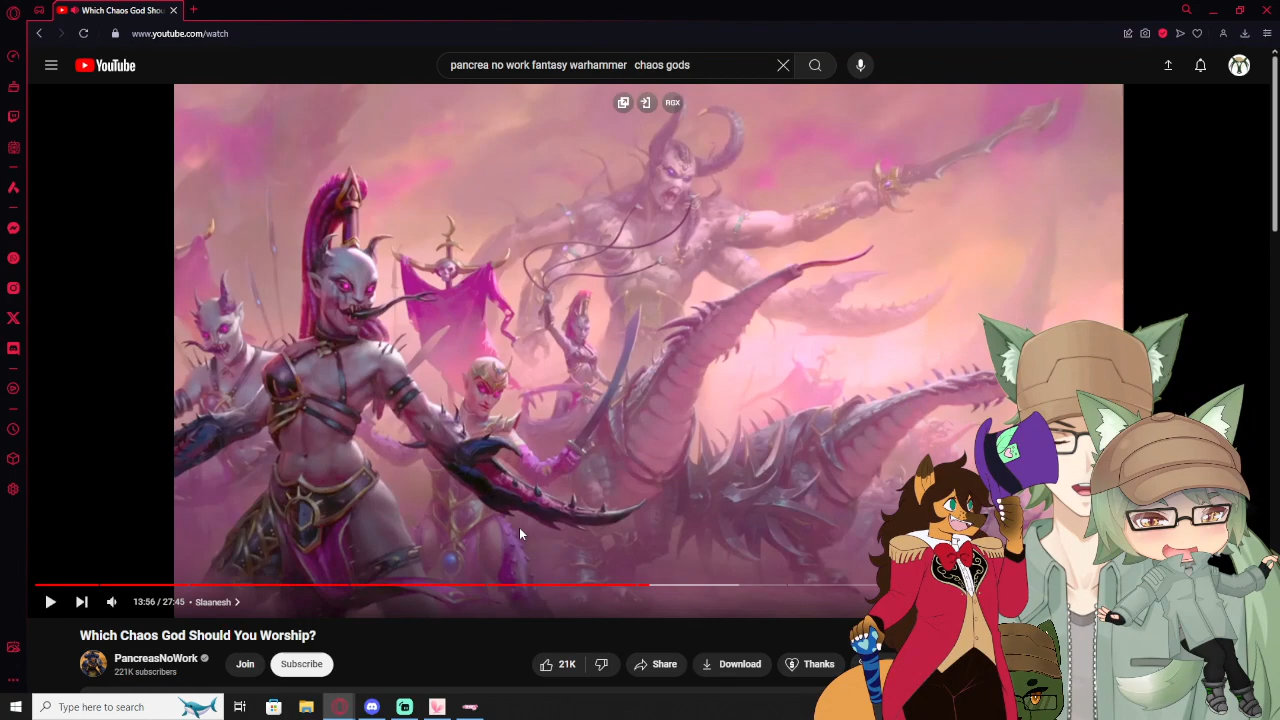 Which Chaos God Shou
www.youtube.com/watch
YouTube
pancrea no work fantasy warhammer chaos gods
RGX
13:56 / 27:45 • Slaanesh
Which Chaos God Should You Worship?
PancreasNoWork
221K subscribers
Join
Subscribe
21K
Share
Download
Thanks
Type here to search